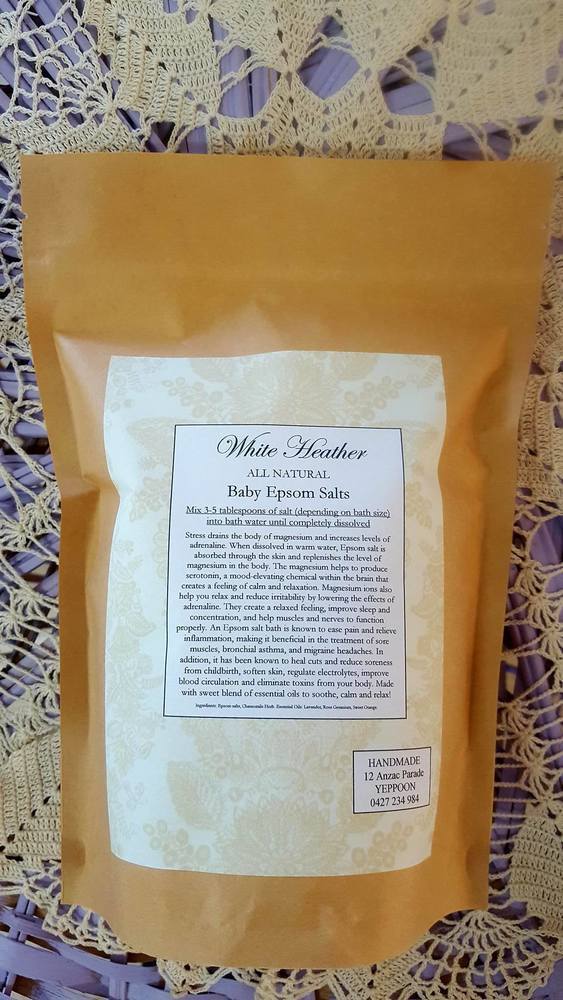 White Heather
ALL NATURAL
Baby Epsom Salts
Mix 3-5 tablespoons of salt (depending on bath size)
into bath water until completely dissolved
Stress drains the body of magnesium and increases levels of
adrenaline. When dissolved in warm water, Epsom salt is
absorbed through the skin and replenishes the level of
magnesium in the body. The magnesium helps to produce
serotonin, a mood-elevating chemical within the brain that
creates a feeling of calm and relaxation. Magnesium ions also
help you relax and reduce irritability by lowering the effects of
adrenaline. They create a relaxed feeling, improve sleep and
concentration, and help muscles and nerves to function
properly. An Epsom salt bath is known to ease pain and relieve
inflammation, making it beneficial in the treatment of sore
muscles, bronchial asthma, and migraine headaches. In
addition, it has been known to heal cuts and reduce soreness
from childbirth, soften skin, regulate electrolytes, improve
blood circulation and eliminate toxins from your body. Made
with sweet blend of essential oils to soothe, calm and relax!
Ingredients: Epsom salts, Chamomile Herb. Essential Oils: Lavender, Rose Geranium, Sweet Orange.
HANDMADE
12 Anzac Parade
YEPPOON
0427 234 984